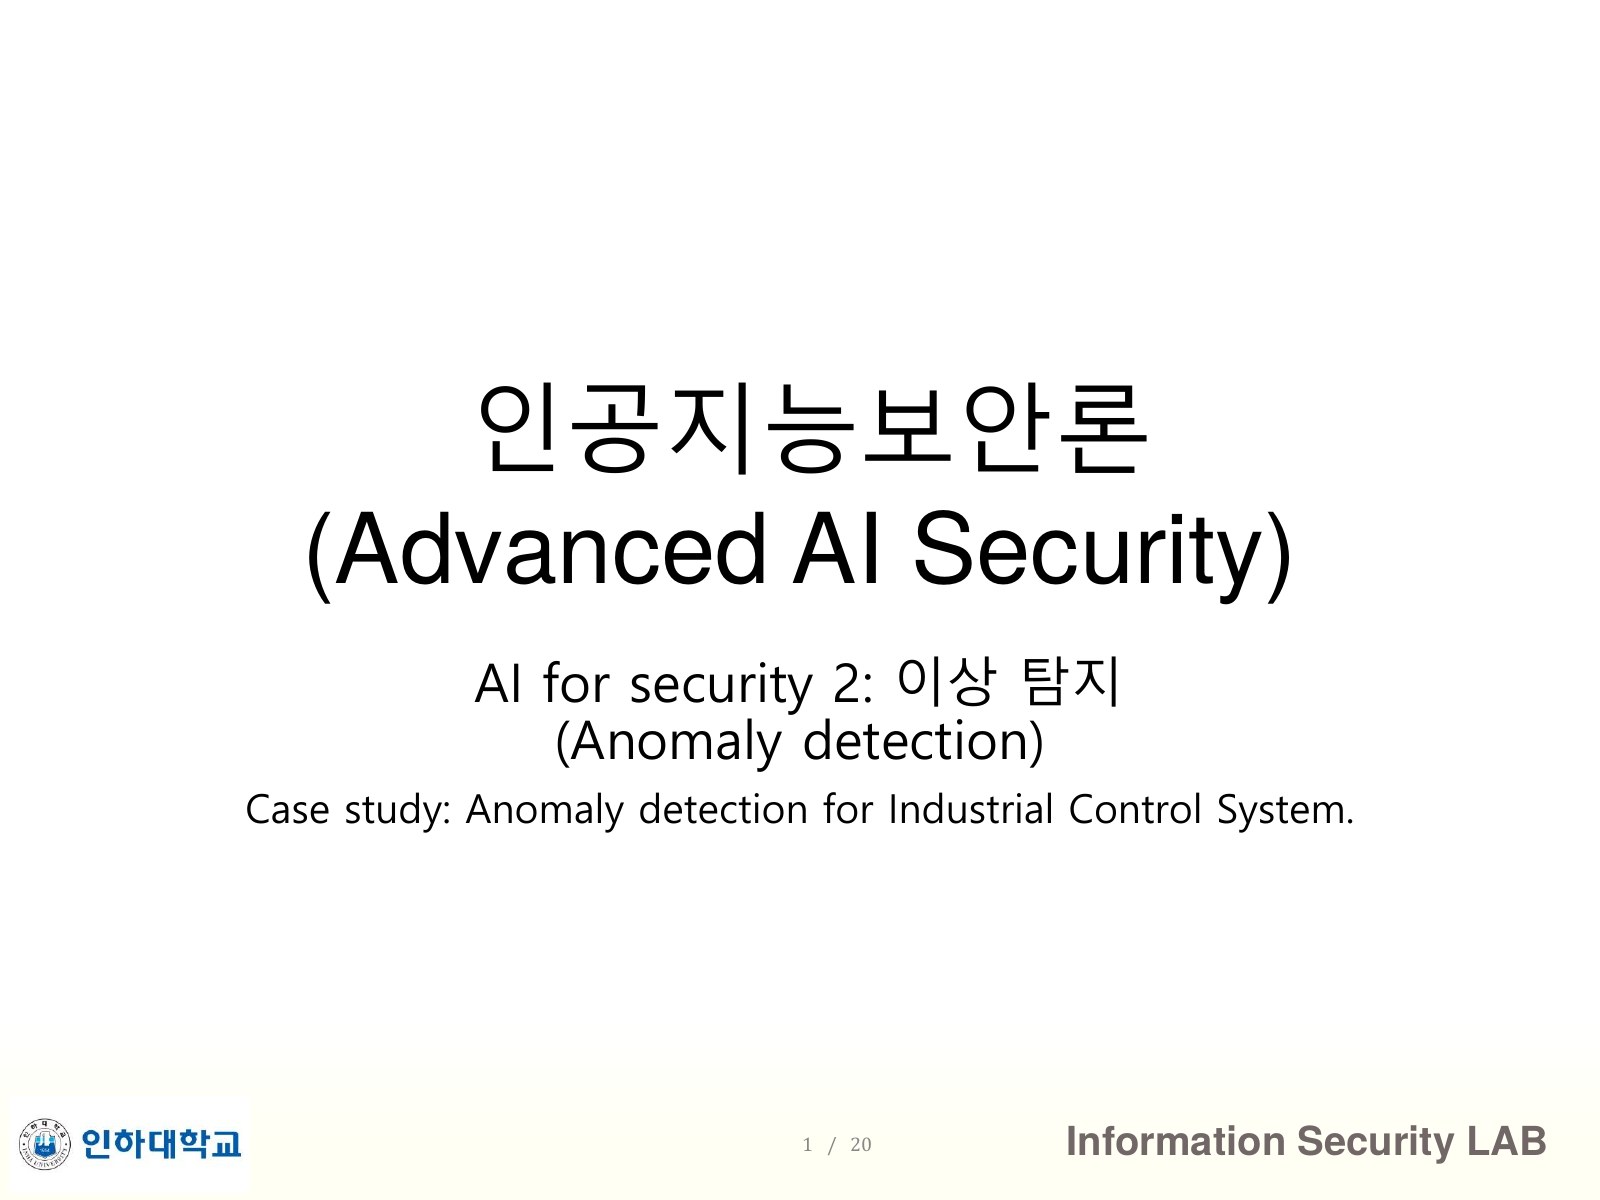 인공지능보안론
(Advanced AI Security)
AI for security 2: 이상 탐지
(Anomaly detection)
Case study: Anomaly detection for Industrial Control System.
인하대학교
1 / 20
Information Security LAB